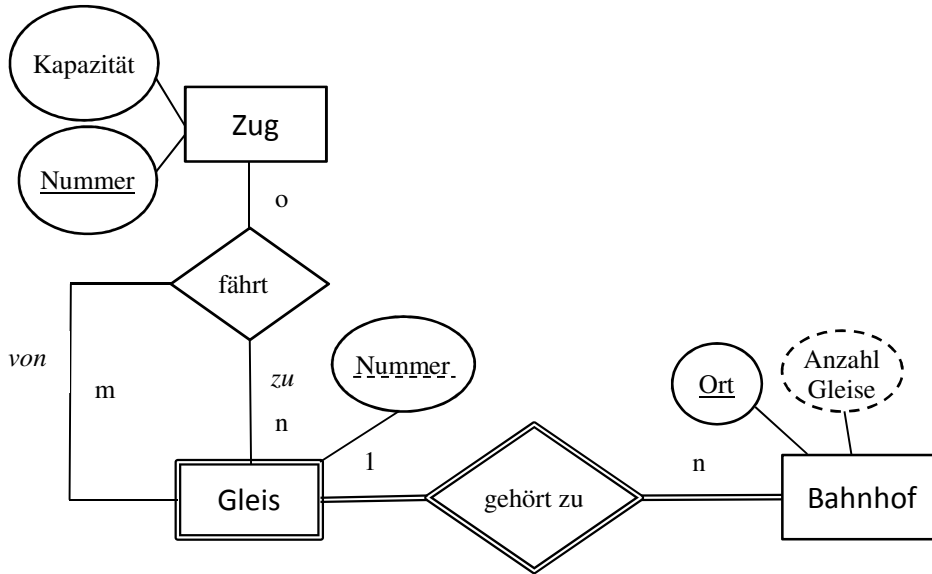 Kapazität
Zug
Nummer
o
fährt
von
m
zu
n
Nummer
Ort
Anzahl
Gleise
1
n
Gleis
gehört zu
Bahnhof